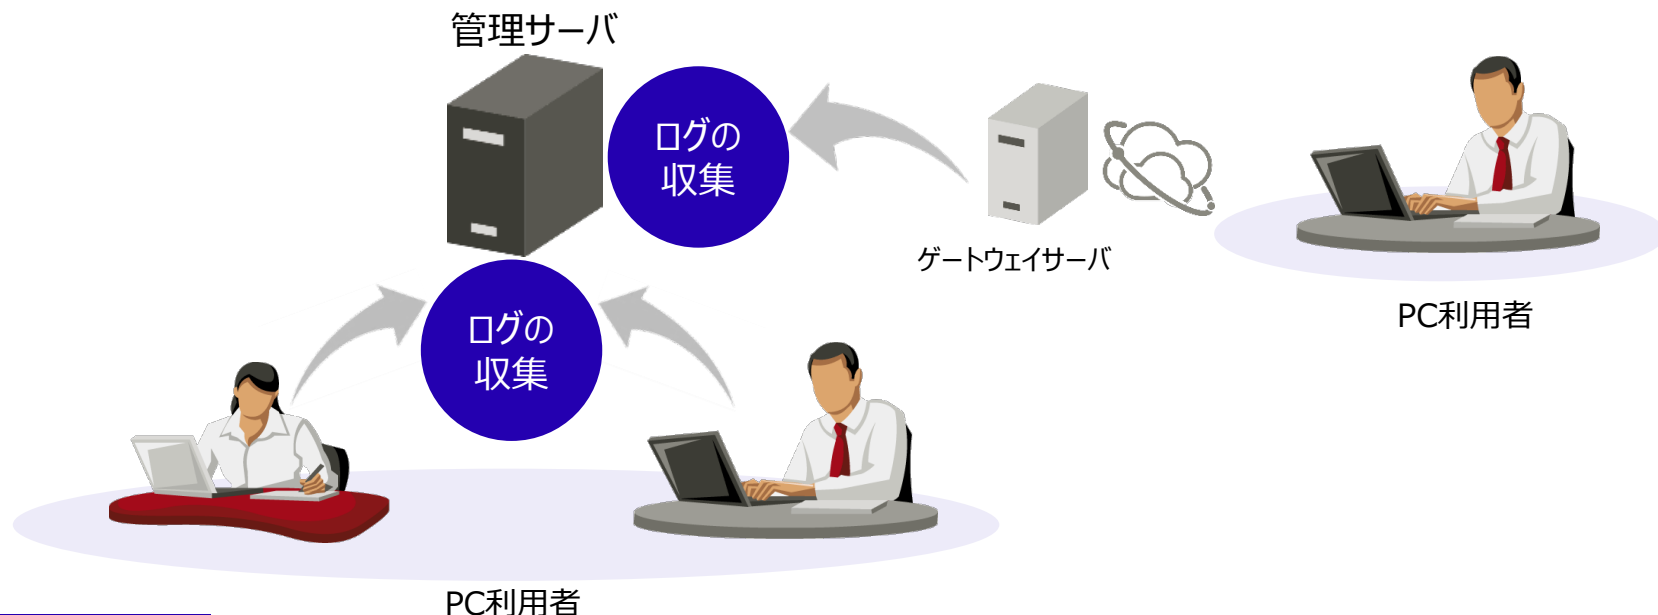 管理サーバ
ログの
収集
ゲートウェイサーバ
PC利用者
ログの
収集
PC利用者